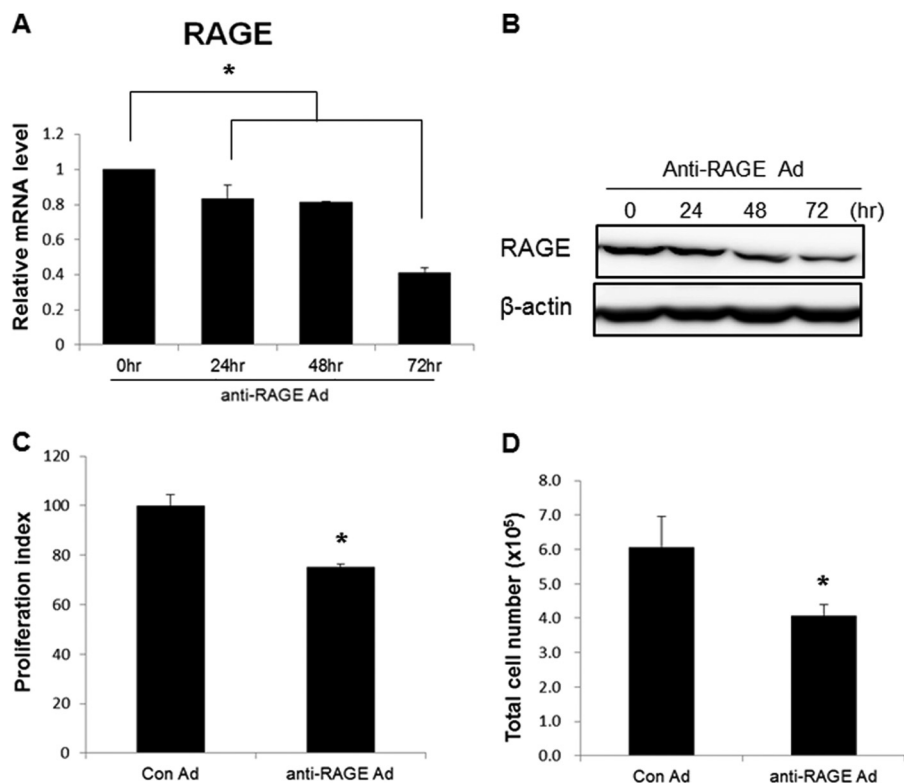 A
RAGE
*
Relative mRNA level
1.2
1
0.8
0.6
0.4
0.2
0
0hr 24hr 48hr 72hr
anti-RAGE Ad
B
Anti-RAGE Ad
0 24 48 72 (hr)
RAGE
β-actin
C
Proliferation index
120
100
80
60
40
20
0
*
Con Ad anti-RAGE Ad
D
Total cell number (x10⁵)
8.0
7.0
6.0
5.0
4.0
3.0
2.0
1.0
0.0
*
Con Ad anti-RAGE Ad